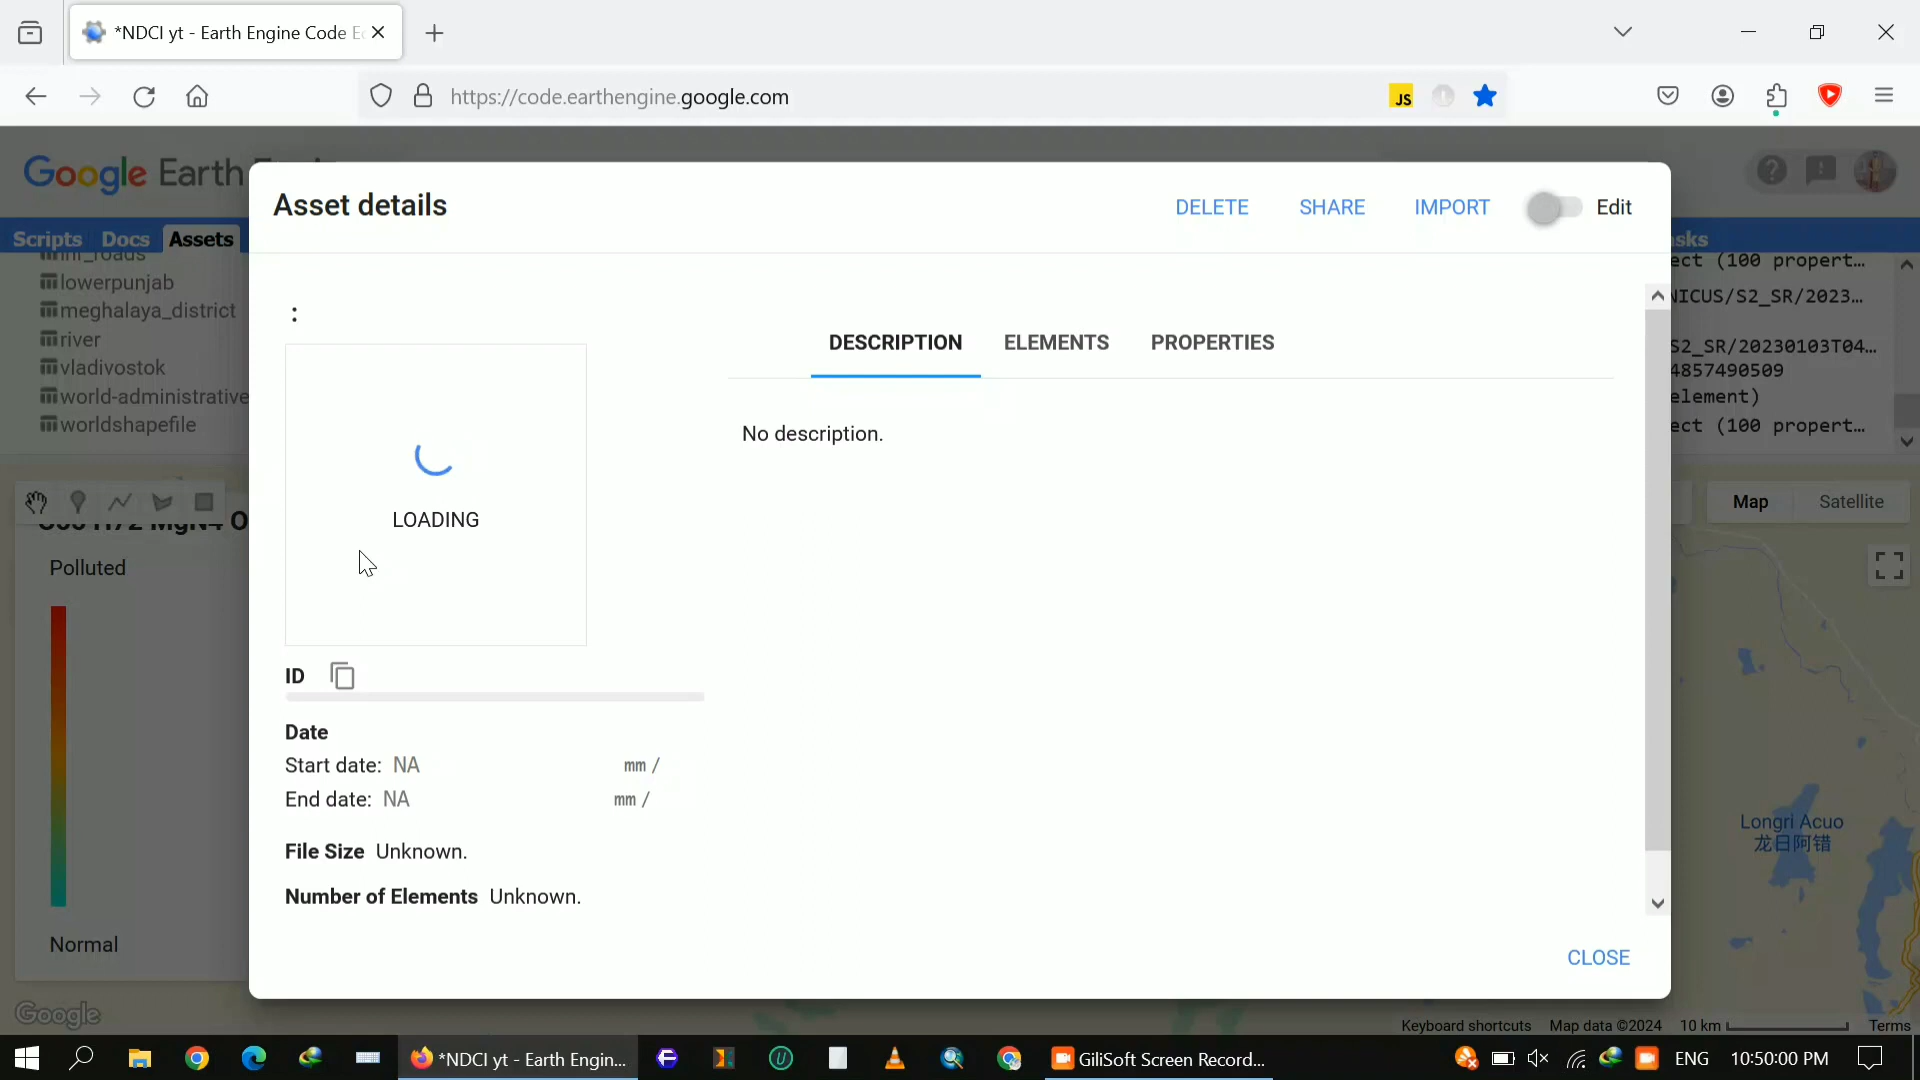 *NDCI yt - Earth Engine Code E
https://code.earthengine.google.com
JS
Google Earth
Scripts Docs Assets
lowerpunjab
meghalaya_district
river
vladivostok
world-administrative
worldshapefile
Asset details
DELETE SHARE IMPORT Edit
:
LOADING
ID
Date
Start date: NA mm /
End date: NA mm /
File Size Unknown.
Number of Elements Unknown.
DESCRIPTION ELEMENTS PROPERTIES
No description.
CLOSE
sks
ect (100 propert...
NICUS/S2_SR/2023...
S2_SR/20230103T04...
4857490509
element)
ect (100 propert...
Polluted
Normal
Google
Map Satellite
Longri Acuo
龙日阿错
Keyboard shortcuts Map data ©2024 10 km Terms
*NDCI yt - Earth Engin...
GiliSoft Screen Record...
ENG 10:50:00 PM